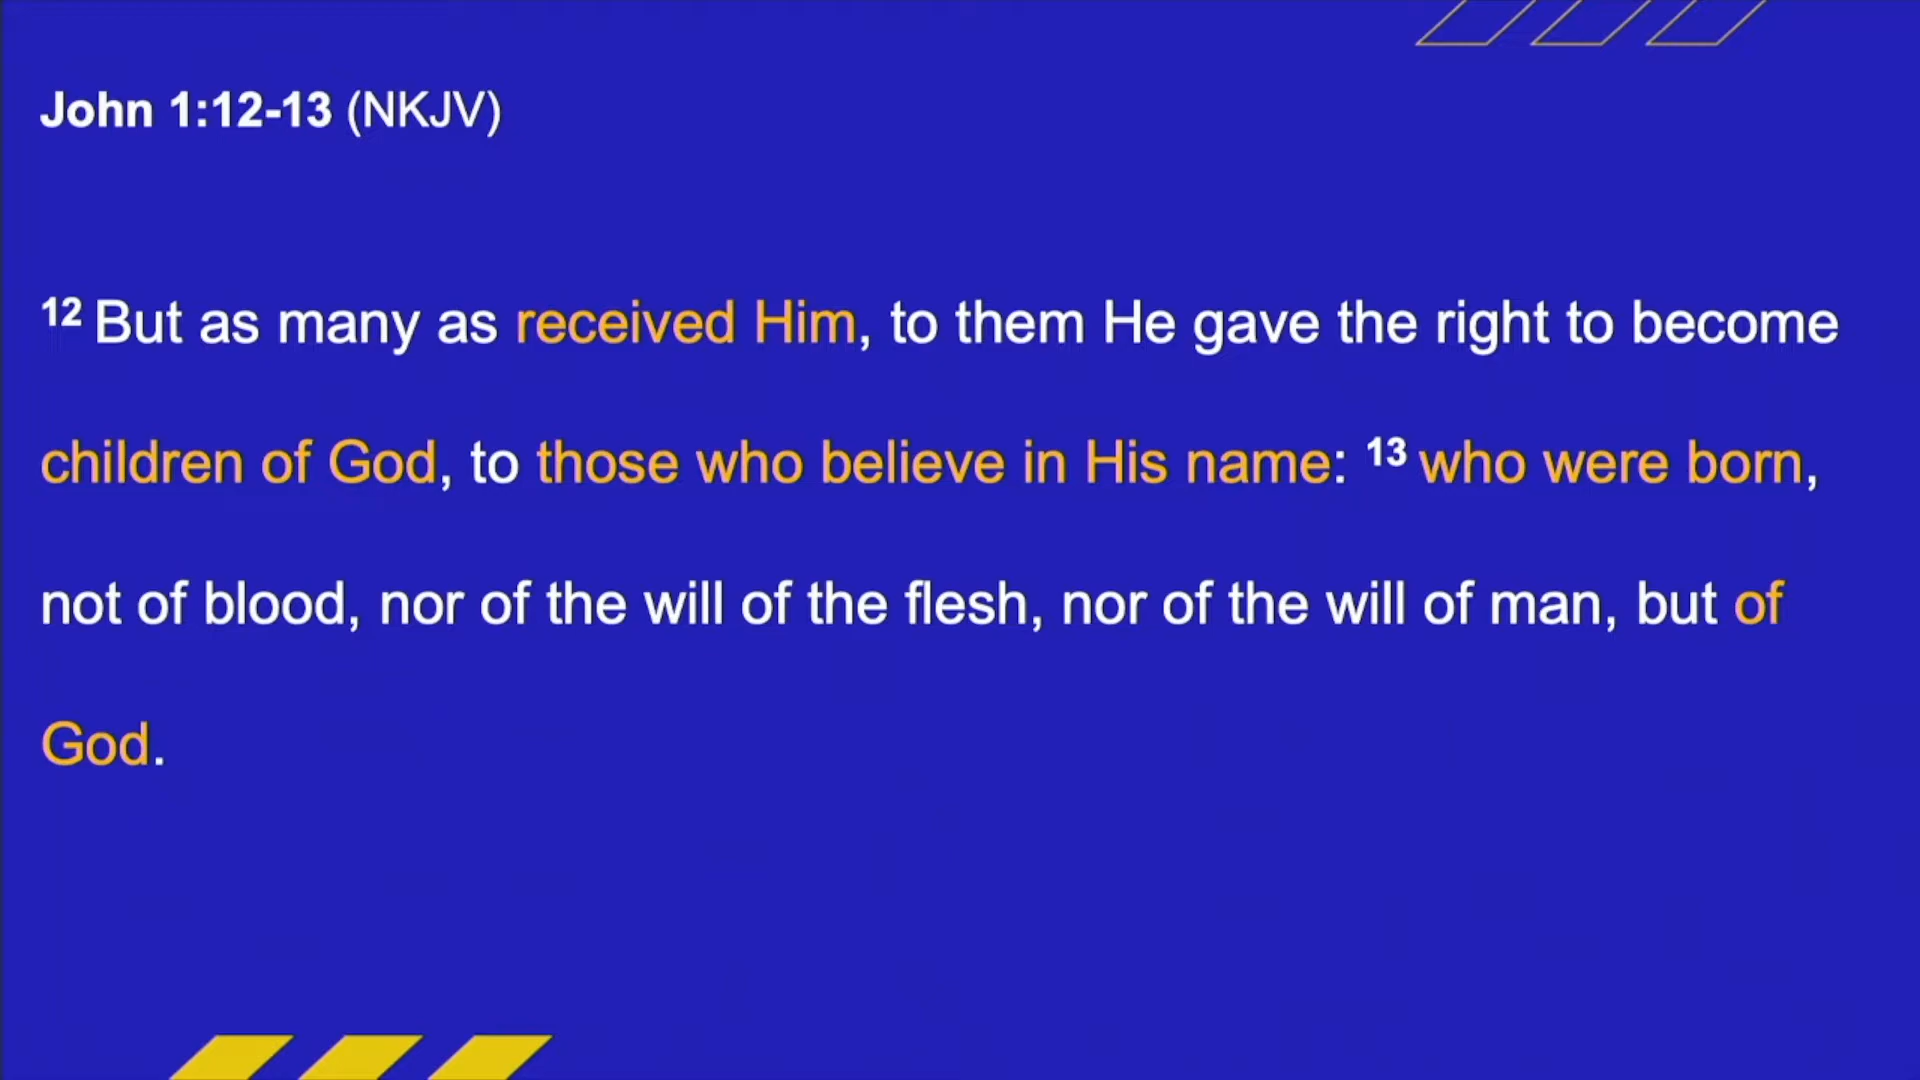 John 1:12-13 (NKJV)
12 But as many as received Him, to them He gave the right to become
children of God, to those who believe in His name: 13 who were born,
not of blood, nor of the will of the flesh, nor of the will of man, but of
God.